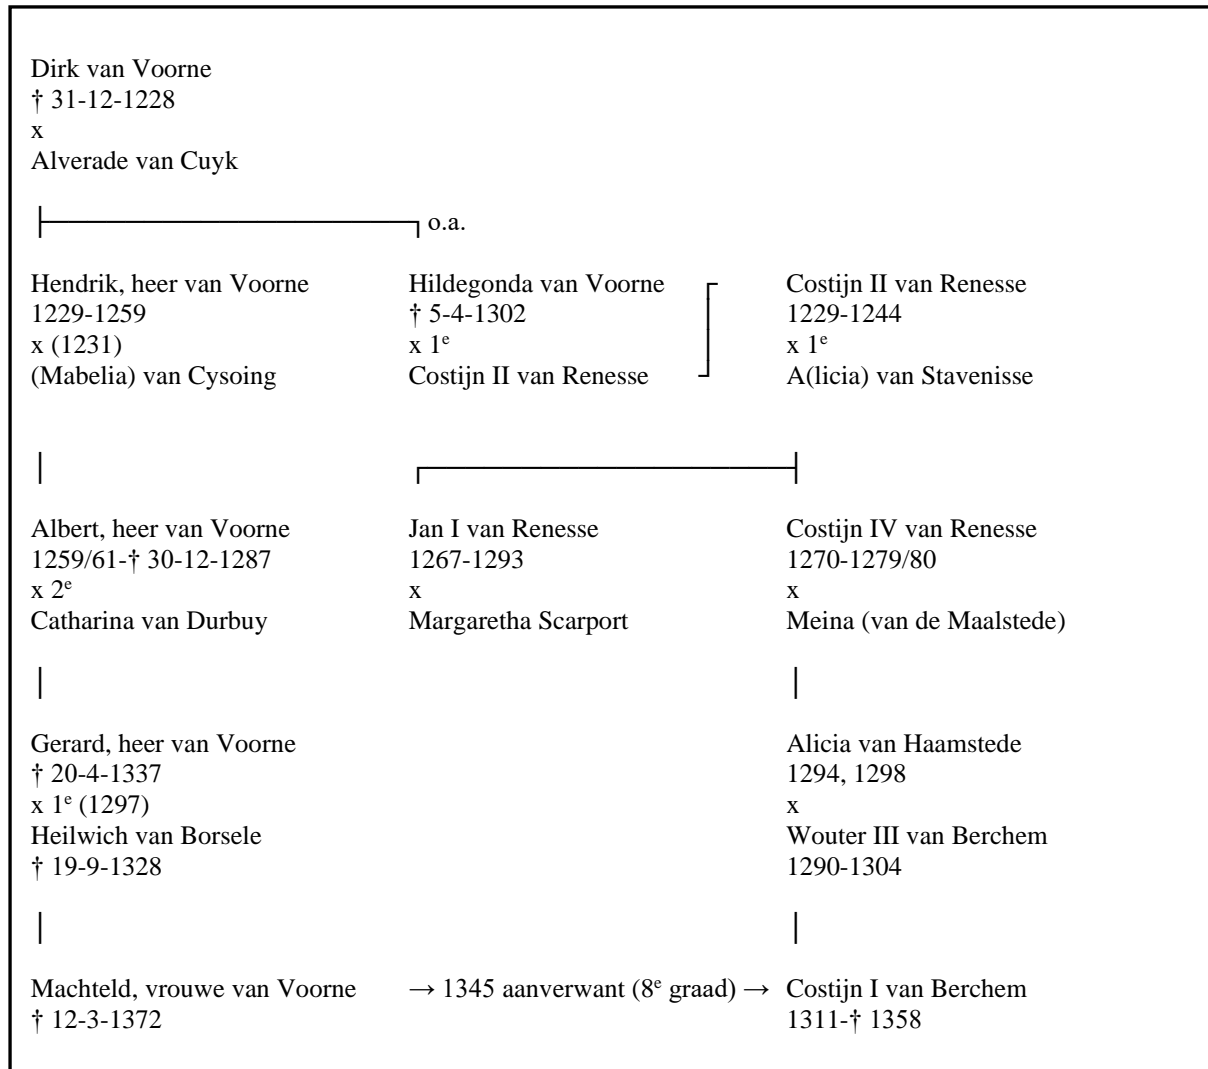 Dirk van Voorne
† 31-12-1228
x
Alverade van Cuyk
o.a.
Hendrik, heer van Voorne Hildegonda van Voorne Costijn II van Renesse
1229-1259 † 5-4-1302 1229-1244
x (1231) x 1e x 1e
(Mabelia) van Cysoing Costijn II van Renesse A(licia) van Stavenisse
Albert, heer van Voorne Jan I van Renesse Costijn IV van Renesse
1259/61-† 30-12-1287 1267-1293 1270-1279/80
x 2e x x
Catharina van Durbuy Margaretha Scarport Meina (van de Maalstede)
Gerard, heer van Voorne Alicia van Haamstede
† 20-4-1337 1294, 1298
x 1e (1297) x
Heilwich van Borsele Wouter III van Berchem
† 19-9-1328 1290-1304
Machteld, vrouwe van Voorne → 1345 aanverwant (8e graad) → Costijn I van Berchem
† 12-3-1372 1311-† 1358